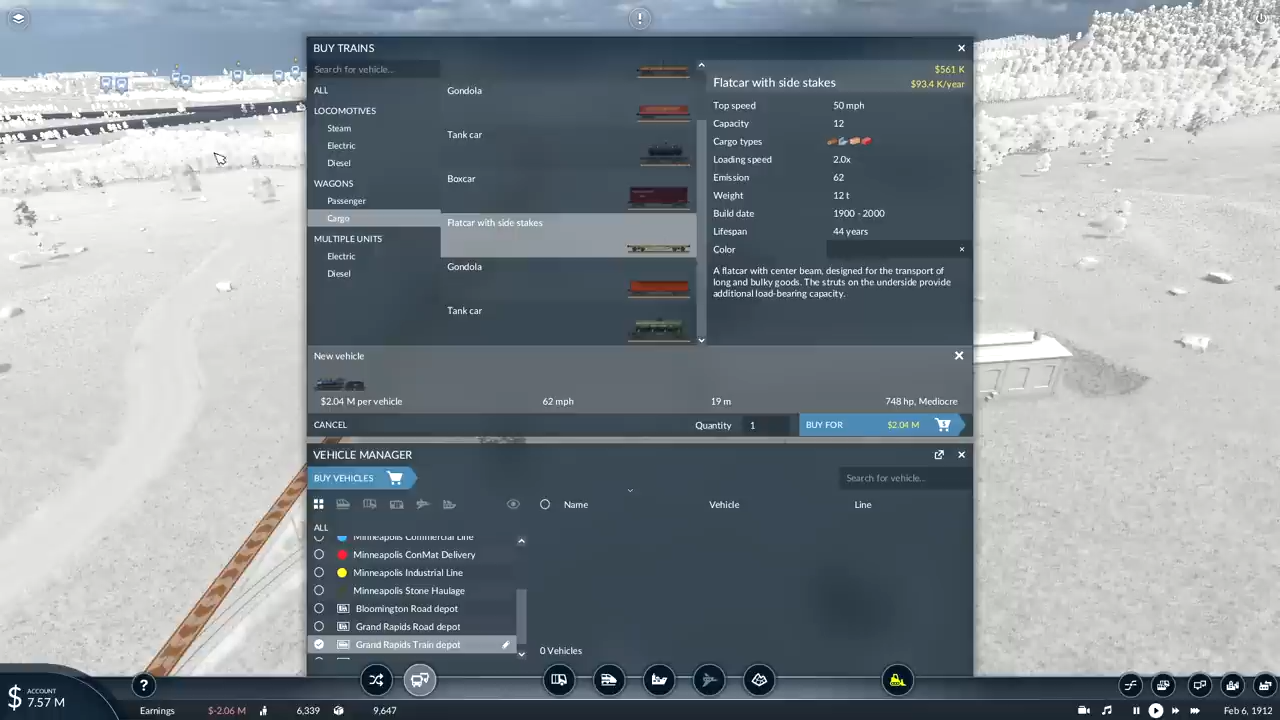 BUY TRAINS
Search for vehicle...
ALL
LOCOMOTIVES
Steam
Electric
Diesel
WAGONS
Passenger
Cargo
MULTIPLE UNITS
Electric
Diesel
Gondola
Tank car
Boxcar
Flatcar with side stakes
Gondola
Tank car
$561 K
Flatcar with side stakes
$93.4 K/year
Top speed 50 mph
Capacity 12
Cargo types
Loading speed 2.0x
Emission 62
Weight 12 t
Build date 1900 - 2000
Lifespan 44 years
Color
A flatcar with center beam, designed for the transport of
long and bulky goods. The struts on the underside provide
additional load-bearing capacity.
New vehicle
$2.04 M per vehicle 62 mph 19 m 748 hp, Mediocre
CANCEL Quantity 1 BUY FOR $2.04 M
VEHICLE MANAGER
BUY VEHICLES
Search for vehicle...
Name Vehicle Line
ALL
Minneapolis Commercial Line
Minneapolis ConMat Delivery
Minneapolis Industrial Line
Minneapolis Stone Haulage
Bloomington Road depot
Grand Rapids Road depot
Grand Rapids Train depot
0 Vehicles
$ ACCOUNT
7.57 M
?
Earnings $-2.06 M 6,339 9,647
Feb 6, 1912